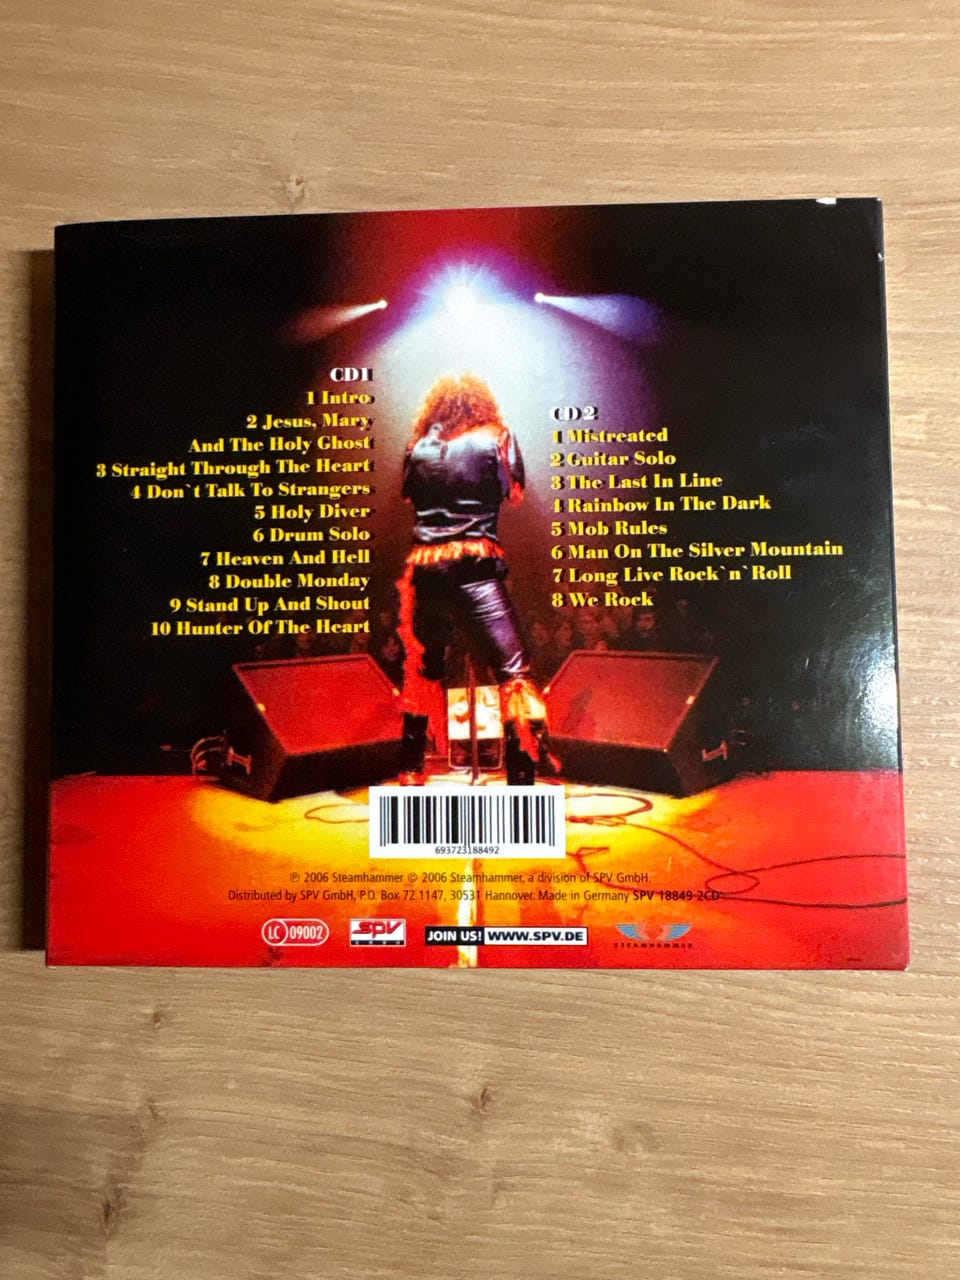 CD 1
1 Intro
2 Jesus, Mary
And The Holy Ghost
3 Straight Through The Heart
4 Don`t Talk To Strangers
5 Holy Diver
6 Drum Solo
7 Heaven And Hell
8 Double Monday
9 Stand Up And Shout
10 Hunter Of The Heart
CD 2
1 Mistreated
2 Guitar Solo
3 The Last In Line
4 Rainbow In The Dark
5 Mob Rules
6 Man On The Silver Mountain
7 Long Live Rock`n`Roll
8 We Rock
693723188492
℗ 2006 Steamhammer © 2006 Steamhammer, a division of SPV GmbH.
Distributed by SPV GmbH, P.O. Box 72 1147, 30531 Hannover. Made in Germany SPV 18849-2CD
LC 09002
SPV
JOIN US! WWW.SPV.DE
STEAMHAMMER